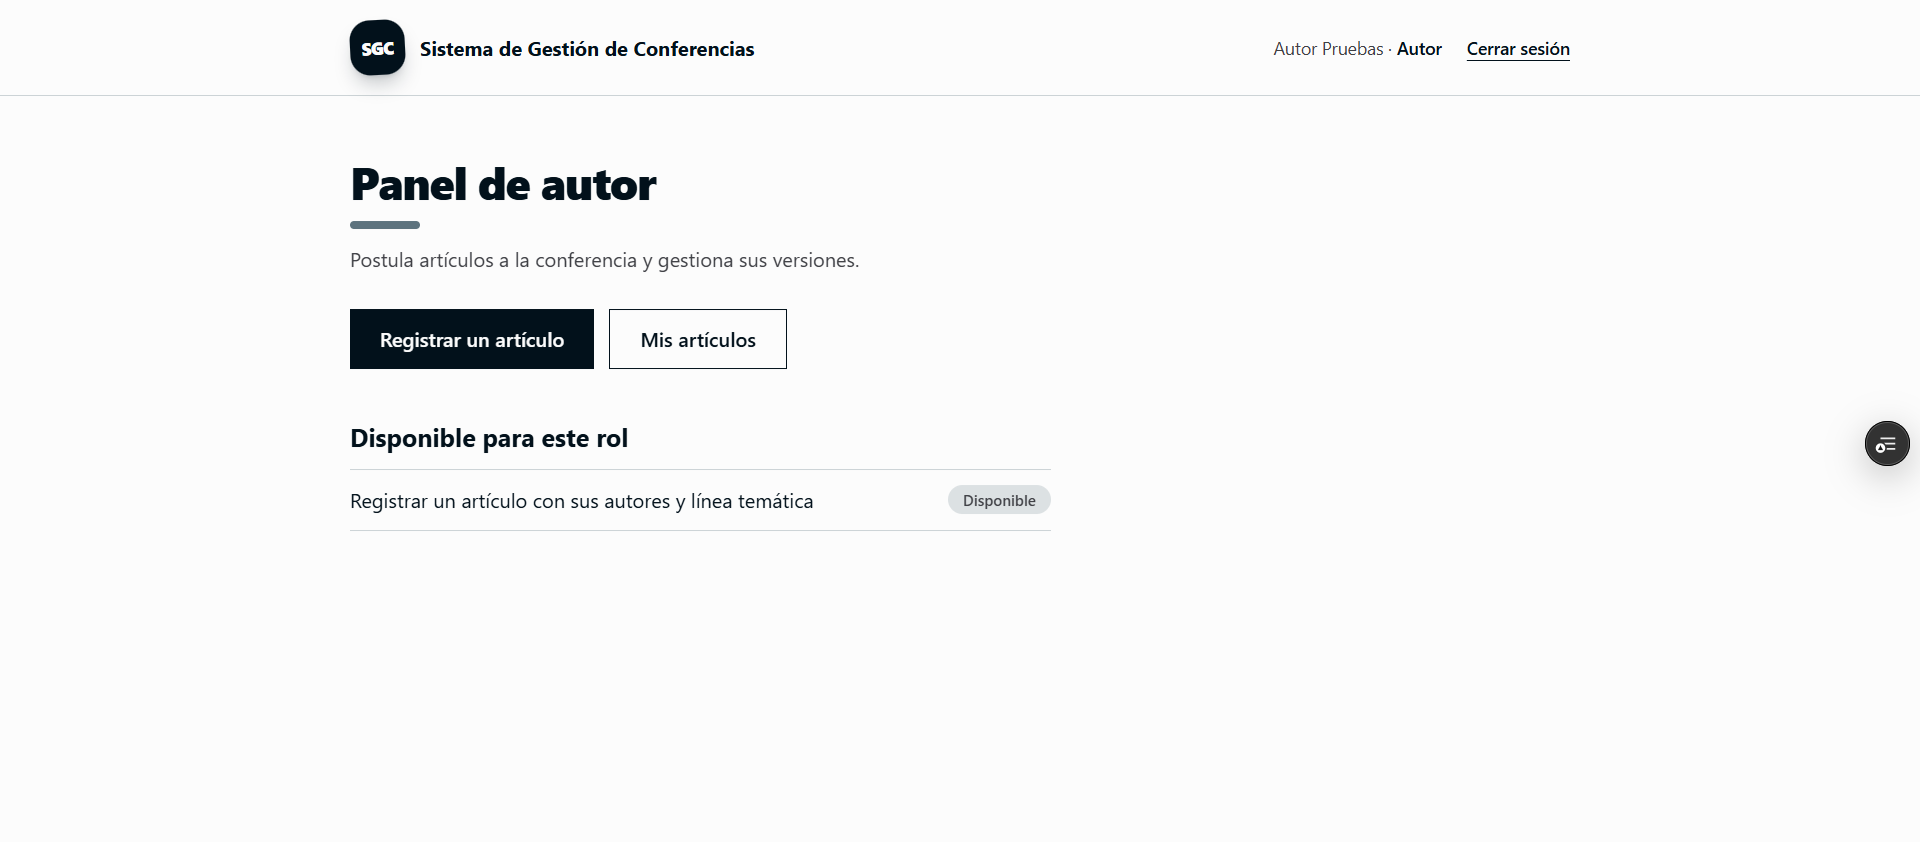 SGC
Sistema de Gestión de Conferencias
Autor Pruebas · Autor
Cerrar sesión
Panel de autor
Postula artículos a la conferencia y gestiona sus versiones.
Registrar un artículo
Mis artículos
Disponible para este rol
Registrar un artículo con sus autores y línea temática
Disponible